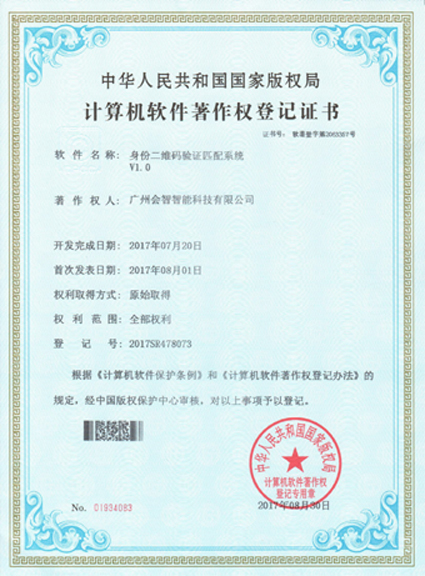 中华人民共和国国家版权局
计算机软件著作权登记证书
证书号: 软著登字第2063367号
软件名称: 身份二维码验证匹配系统
V1.0
著作权人: 广州会智智能科技有限公司
开发完成日期: 2017年07月20日
首次发表日期: 2017年08月01日
权利取得方式: 原始取得
权利范围: 全部权利
登记号: 2017SR478073
根据《计算机软件保护条例》和《计算机软件著作权登记办法》的
规定,经中国版权保护中心审核,对以上事项予以登记。
中华人民共和国国家版权局
计算机软件著作权
登记专用章
No. 01934083
2017年08月30日